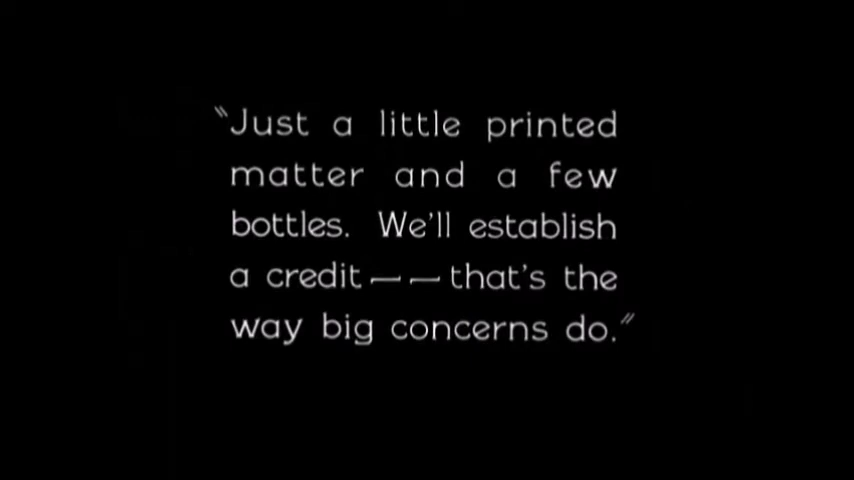 "Just a little printed
matter and a few
bottles. We'll establish
a credit — — that's the
way big concerns do."